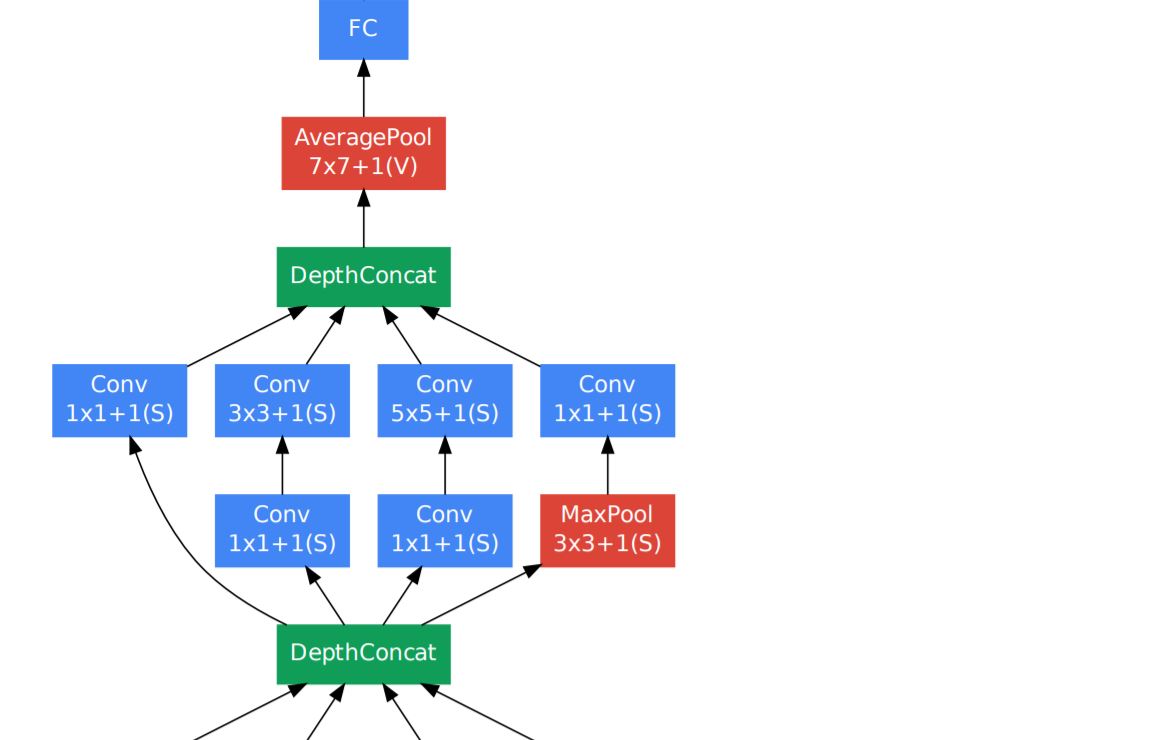 FC
AveragePool
7x7+1(V)
DepthConcat
Conv
1x1+1(S)
Conv
3x3+1(S)
Conv
5x5+1(S)
Conv
1x1+1(S)
Conv
1x1+1(S)
Conv
1x1+1(S)
MaxPool
3x3+1(S)
DepthConcat